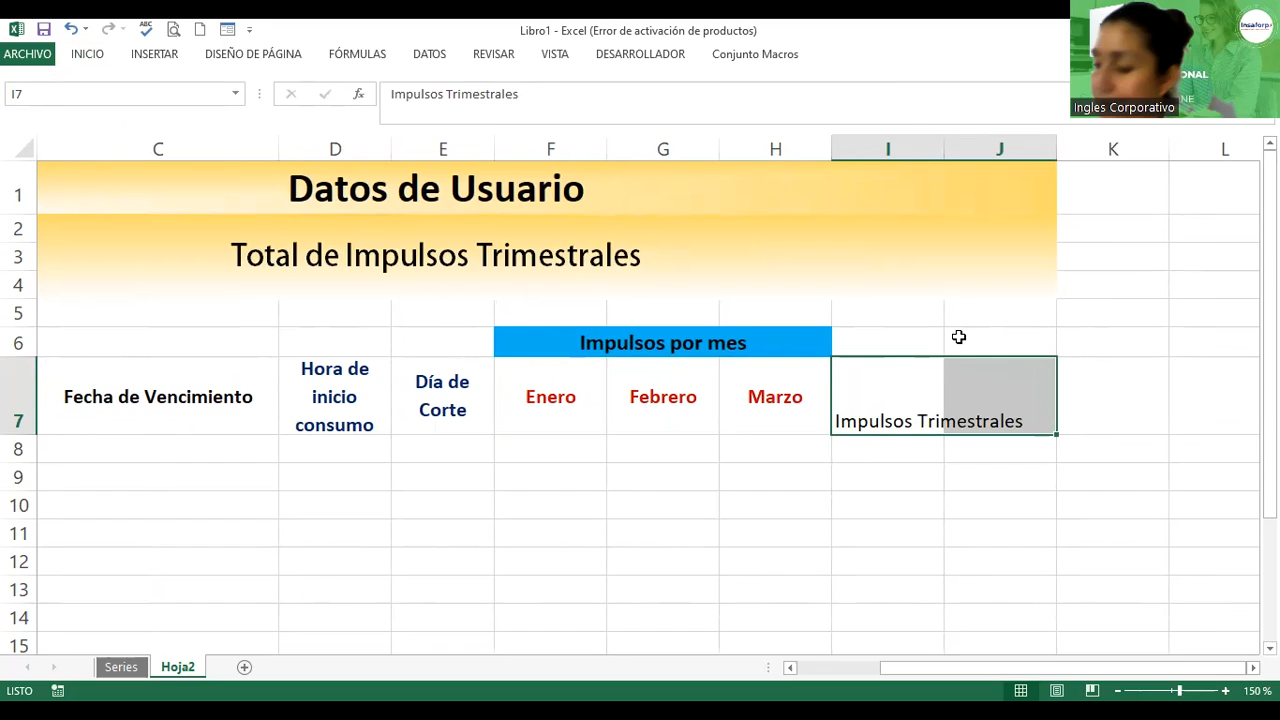 Libro1 - Excel (Error de activación de productos)
Insaforp
ARCHIVO INICIO INSERTAR DISEÑO DE PÁGINA FÓRMULAS DATOS REVISAR VISTA DESARROLLADOR Conjunto Macros
I7 fx Impulsos Trimestrales
Ingles Corporativo
C D E F G H I J K L
1 Datos de Usuario
2
3 Total de Impulsos Trimestrales
4
5
6 Impulsos por mes
7 Fecha de Vencimiento Hora de inicio consumo Día de Corte Enero Febrero Marzo Impulsos Trimestrales
8
9
10
11
12
13
14
15
Series Hoja2
LISTO 150 %